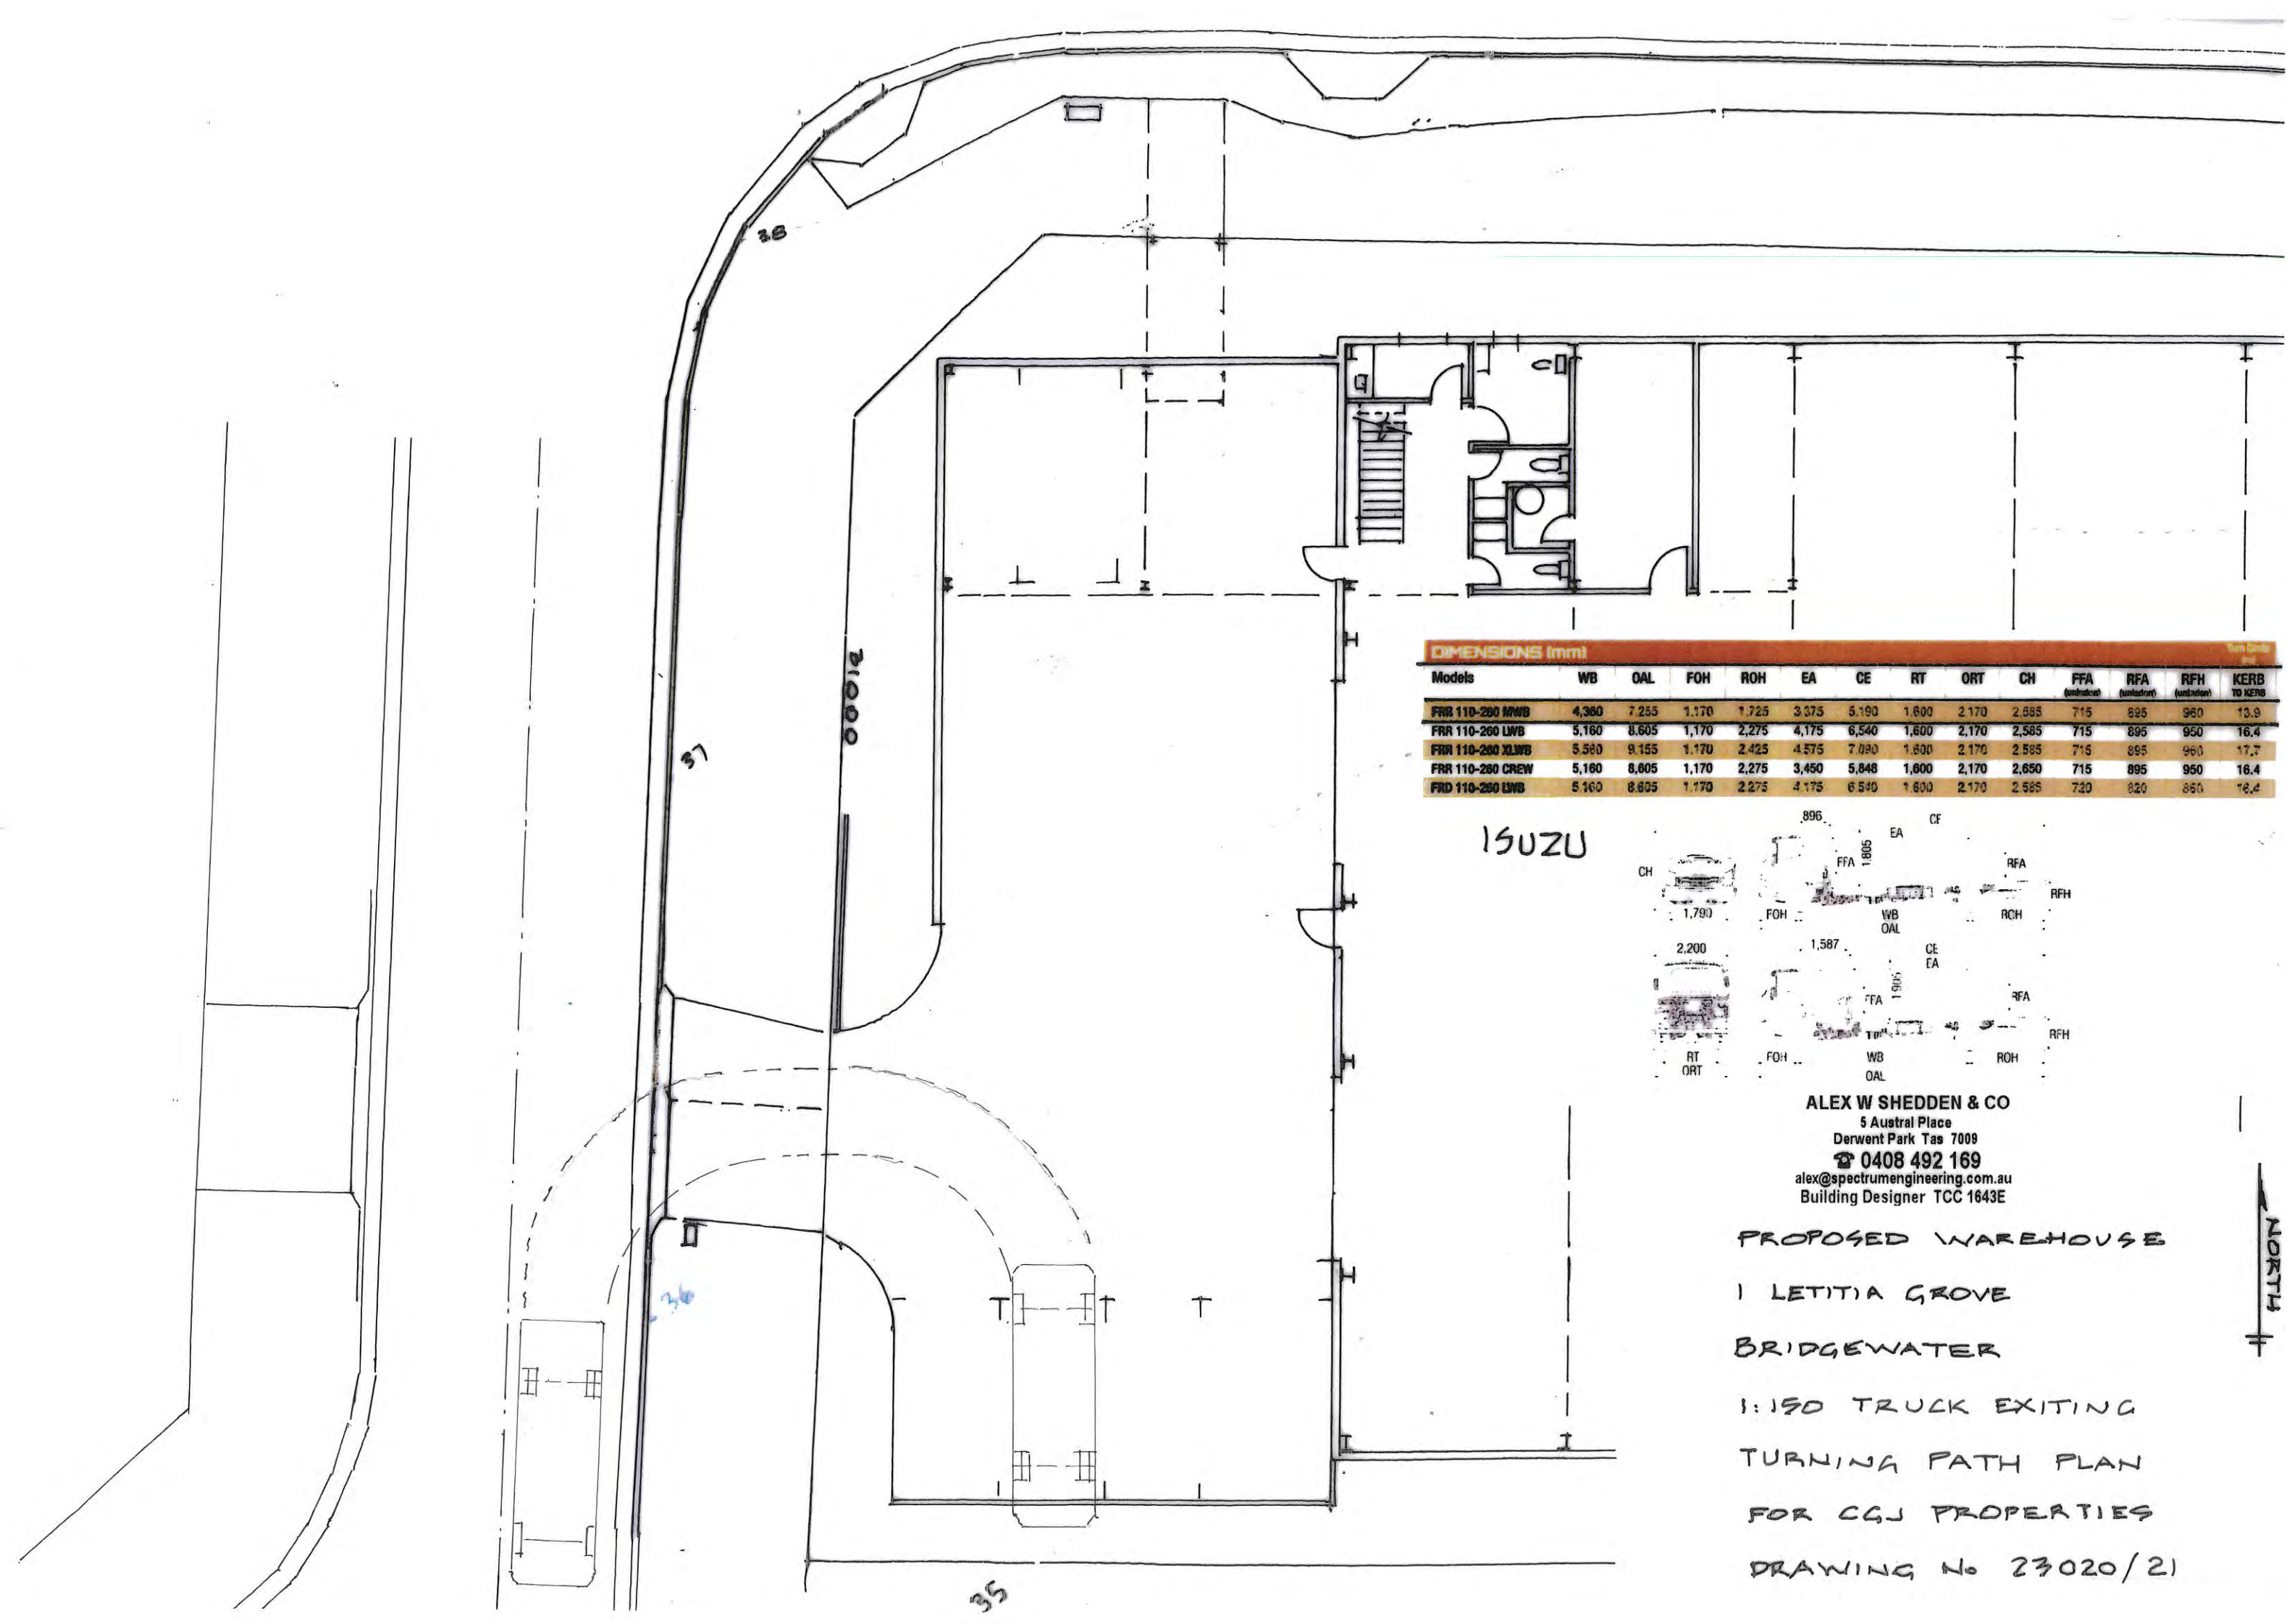 38
31000
37
36
35
DIMENSIONS (mm)
Models WB OAL FOH ROH EA CE RT ORT CH FFA (unladen) RFA (unladen) RFH (unladen) KERB TO KERB
FRR 110-260 MWB 4,360 7.255 1.170 1.725 3.375 5.190 1.600 2.170 2.585 715 895 960 13.9
FRR 110-260 LWB 5,160 8.605 1,170 2,275 4,175 6,540 1,600 2,170 2,585 715 895 950 16.4
FRR 110-260 XLWB 5.560 9.155 1.170 2.425 4.575 7.090 1.600 2.170 2.585 715 895 960 17.7
FRR 110-260 CREW 5,160 8,605 1,170 2,275 3,450 5,848 1,600 2,170 2,650 715 895 950 16.4
FRD 110-260 LWB 5.160 8.605 1.170 2.275 4.175 6.540 1.600 2.170 2.585 720 820 860 16.4
ISUZU
896 CE
EA
1.805
CH FFA RFA
RFH
1,790 FOH WB ROH
OAL
2,200 1,587 CE
EA
1905
FFA RFA
RFH
RT FOH WB ROH
ORT OAL
ALEX W SHEDDEN & CO
5 Austral Place
Derwent Park Tas 7009
☎ 0408 492 169
alex@spectrumengineering.com.au
Building Designer TCC 1643E
NORTH
PROPOSED WAREHOUSE
1 LETITIA GROVE
BRIDGEWATER
1:150 TRUCK EXITING
TURNING PATH PLAN
FOR CGJ PROPERTIES
DRAWING No 23020/21